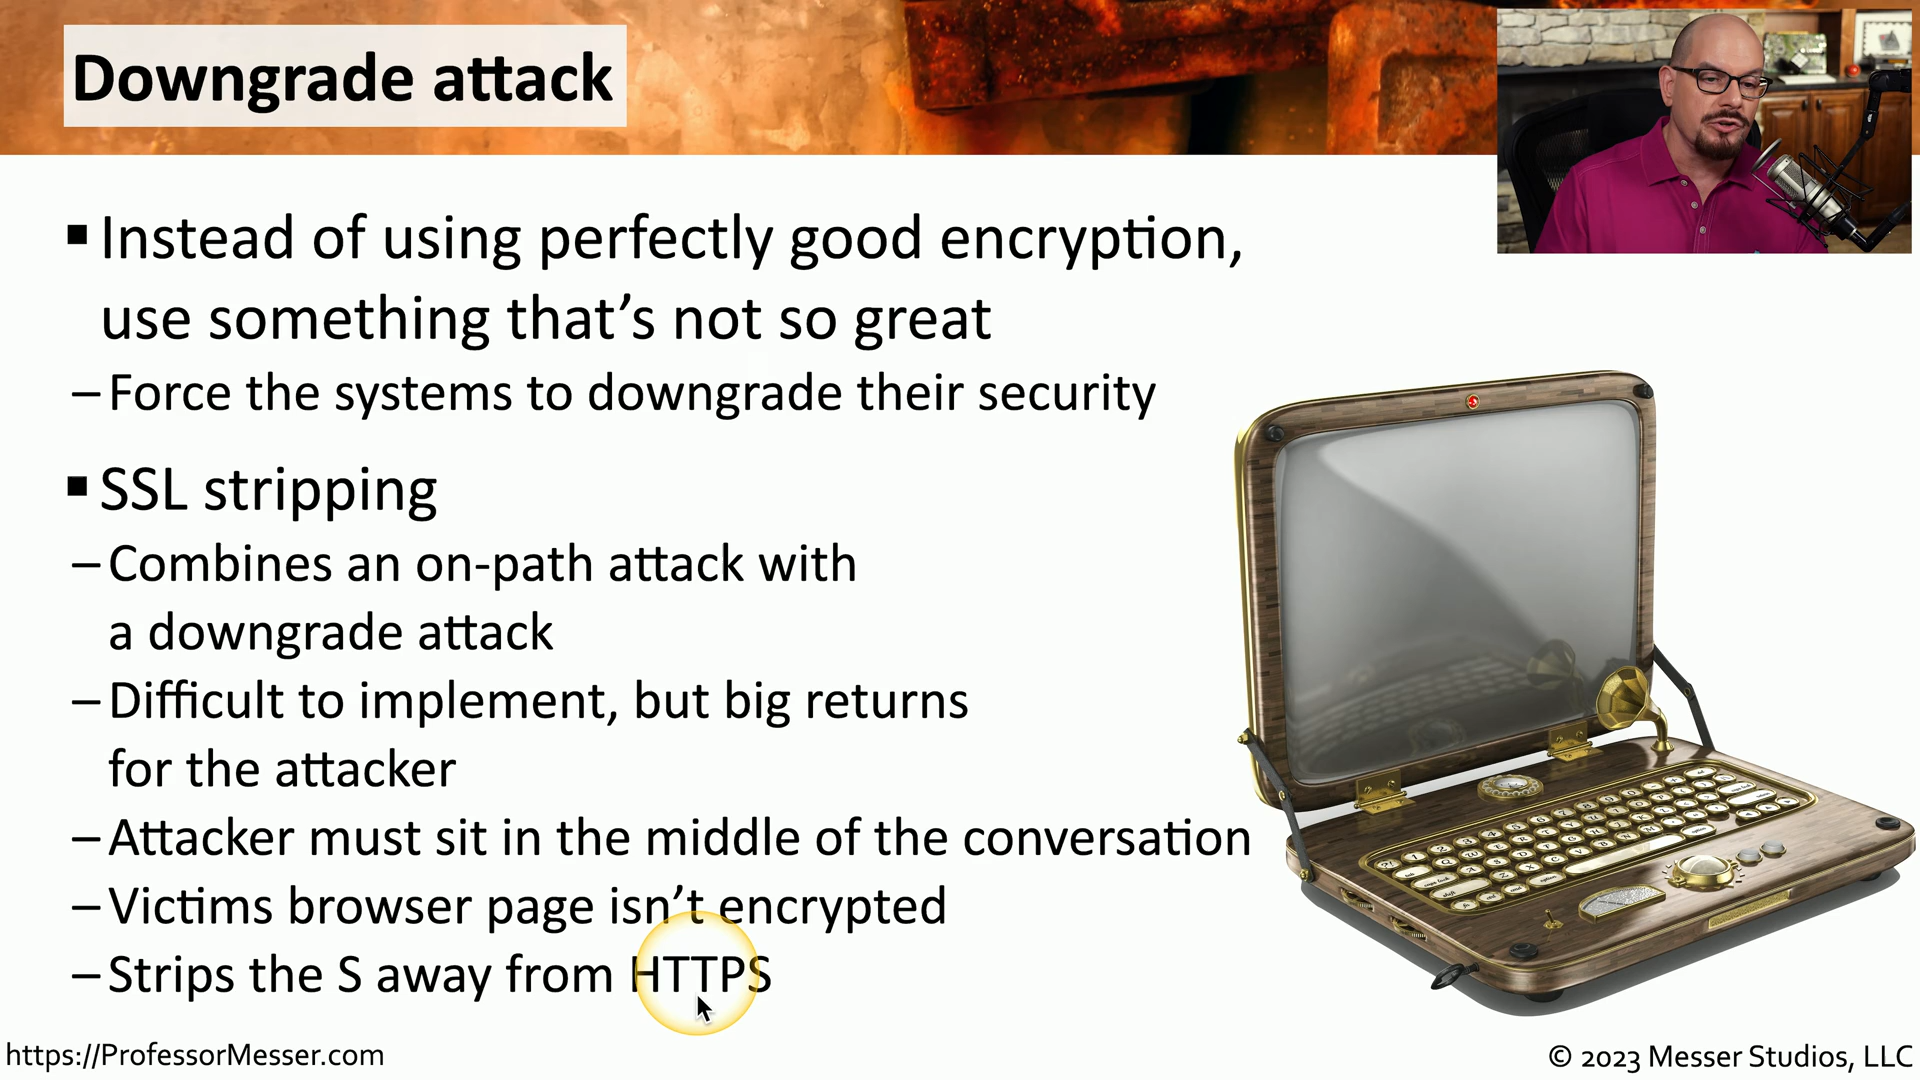 Downgrade attack
▪ Instead of using perfectly good encryption,
use something that’s not so great
– Force the systems to downgrade their security
▪ SSL stripping
– Combines an on-path attack with
a downgrade attack
– Difficult to implement, but big returns
for the attacker
– Attacker must sit in the middle of the conversation
– Victims browser page isn’t encrypted
– Strips the S away from HTTPS
https://ProfessorMesser.com
© 2023 Messer Studios, LLC